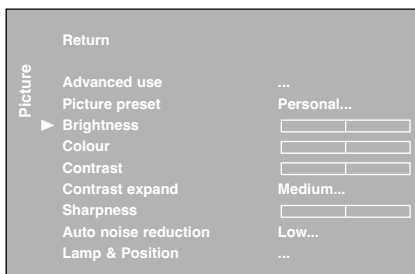 Picture
Return
Advanced use ...
Picture preset Personal...
Brightness
Colour
Contrast
Contrast expand Medium...
Sharpness
Auto noise reduction Low...
Lamp & Position ...